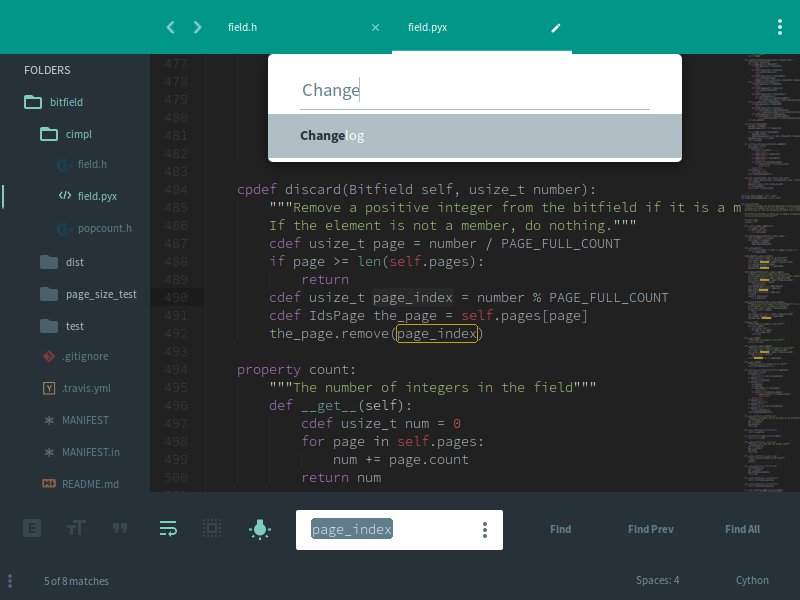 field.h
field.pyx
FOLDERS
bitfield
cimpl
field.h
field.pyx
popcount.h
dist
page_size_test
test
.gitignore
.travis.yml
MANIFEST
MANIFEST.in
README.md
Change
Changelog
477
478
479
480
481
482
483
484 cpdef discard(Bitfield self, usize_t number):
485 """Remove a positive integer from the bitfield if it is a m
486 If the element is not a member, do nothing."""
487 cdef usize_t page = number / PAGE_FULL_COUNT
488 if page >= len(self.pages):
489 return
490 cdef usize_t page_index = number % PAGE_FULL_COUNT
491 cdef IdsPage the_page = self.pages[page]
492 the_page.remove(page_index)
493
494 property count:
495 """The number of integers in the field"""
496 def __get__(self):
497 cdef usize_t num = 0
498 for page in self.pages:
499 num += page.count
500 return num
page_index
Find
Find Prev
Find All
5 of 8 matches
Spaces: 4
Cython